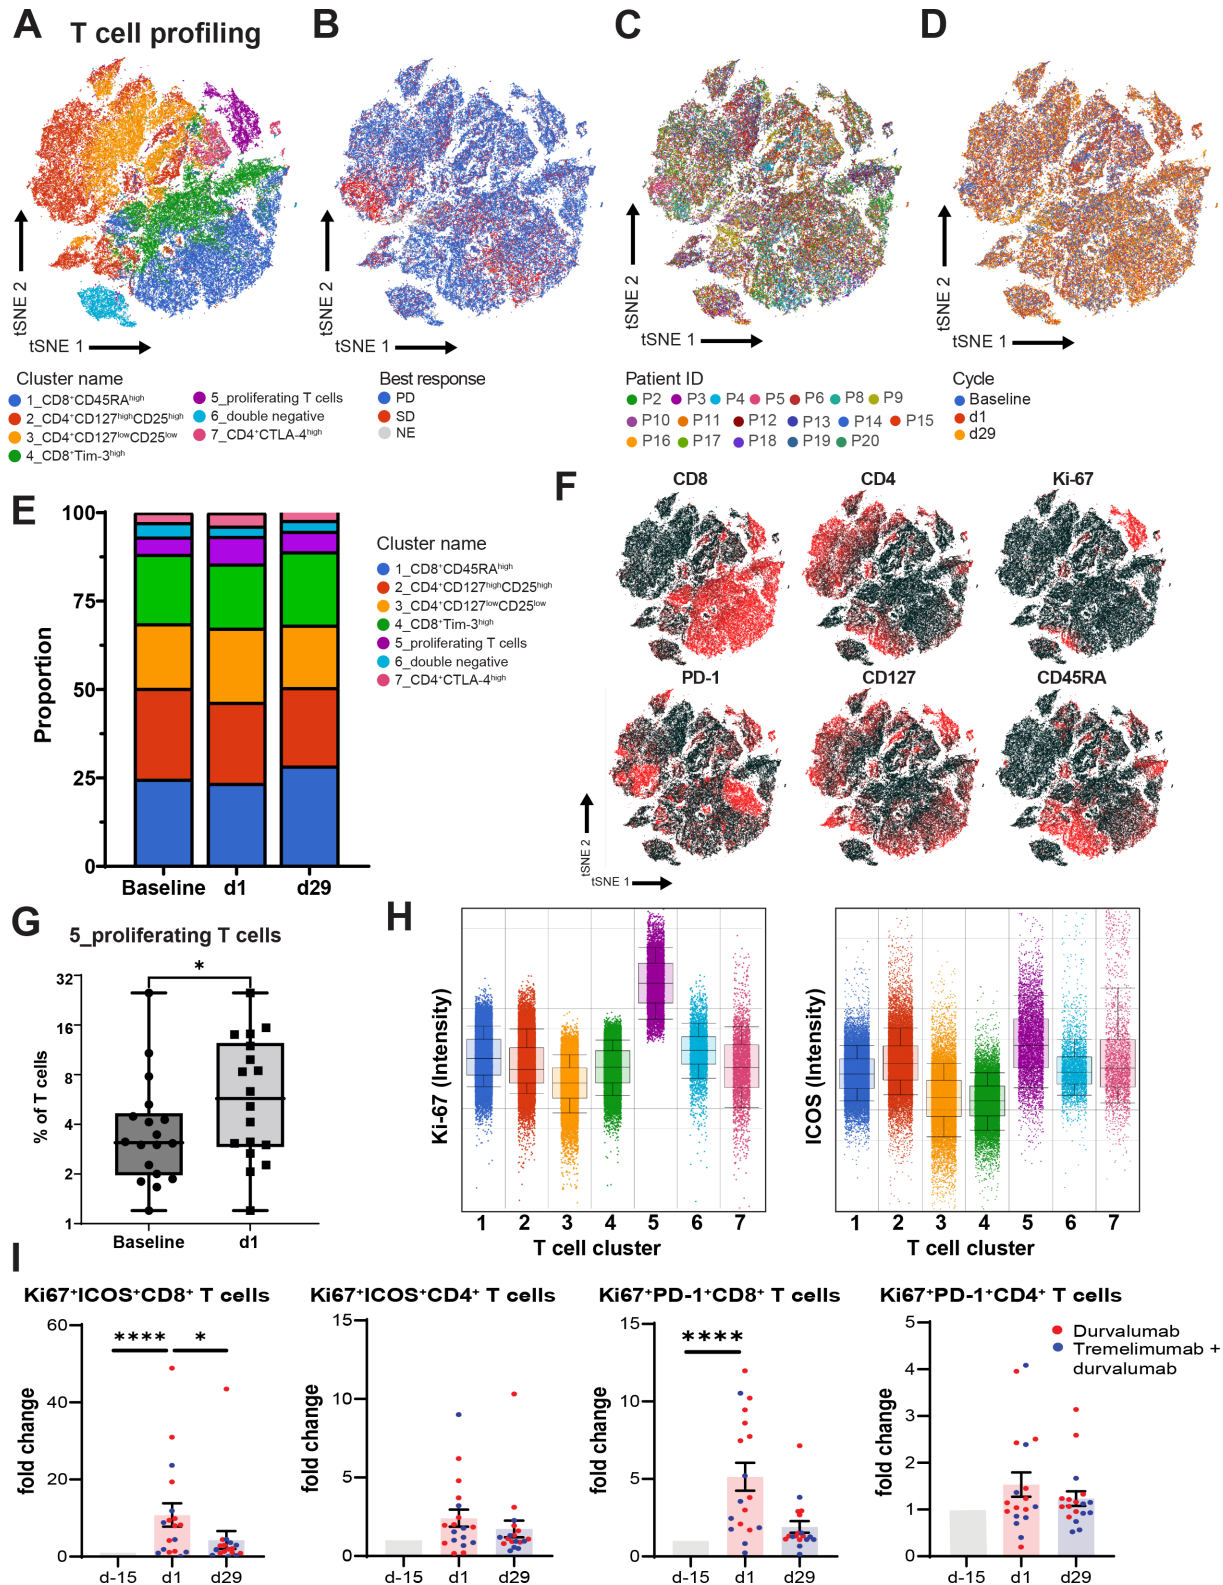 A T cell profiling
B
C
D
tSNE 2
tSNE 1
tSNE 2
tSNE 1
tSNE 2
tSNE 1
tSNE 2
tSNE 1
Cluster name
1_CD8⁺CD45RAʰⁱᵍʰ
2_CD4⁺CD127ʰⁱᵍʰCD25ʰⁱᵍʰ
3_CD4⁺CD127ˡᵒʷCD25ˡᵒʷ
4_CD8⁺Tim-3ʰⁱᵍʰ
5_proliferating T cells
6_double negative
7_CD4⁺CTLA-4ʰⁱᵍʰ
Best response
PD
SD
NE
Patient ID
P2 P3 P4 P5 P6 P8 P9
P10 P11 P12 P13 P14 P15
P16 P17 P18 P19 P20
Cycle
Baseline
d1
d29
E
Proportion
100
75
50
25
0
Baseline d1 d29
Cluster name
1_CD8⁺CD45RAʰⁱᵍʰ
2_CD4⁺CD127ʰⁱᵍʰCD25ʰⁱᵍʰ
3_CD4⁺CD127ˡᵒʷCD25ˡᵒʷ
4_CD8⁺Tim-3ʰⁱᵍʰ
5_proliferating T cells
6_double negative
7_CD4⁺CTLA-4ʰⁱᵍʰ
F
CD8 CD4 Ki-67
PD-1 CD127 CD45RA
tSNE 2
tSNE 1
G
5_proliferating T cells
*
% of T cells
32
16
8
4
2
1
Baseline d1
H
Ki-67 (Intensity)
1 2 3 4 5 6 7
T cell cluster
ICOS (Intensity)
1 2 3 4 5 6 7
T cell cluster
I
Ki67⁺ICOS⁺CD8⁺ T cells
**** *
fold change
60
40
20
0
d-15 d1 d29
Ki67⁺ICOS⁺CD4⁺ T cells
fold change
15
10
5
0
d-15 d1 d29
Ki67⁺PD-1⁺CD8⁺ T cells
****
fold change
15
10
5
0
d-15 d1 d29
Ki67⁺PD-1⁺CD4⁺ T cells
fold change
5
4
3
2
1
0
d-15 d1 d29
Durvalumab
Tremelimumab +
durvalumab